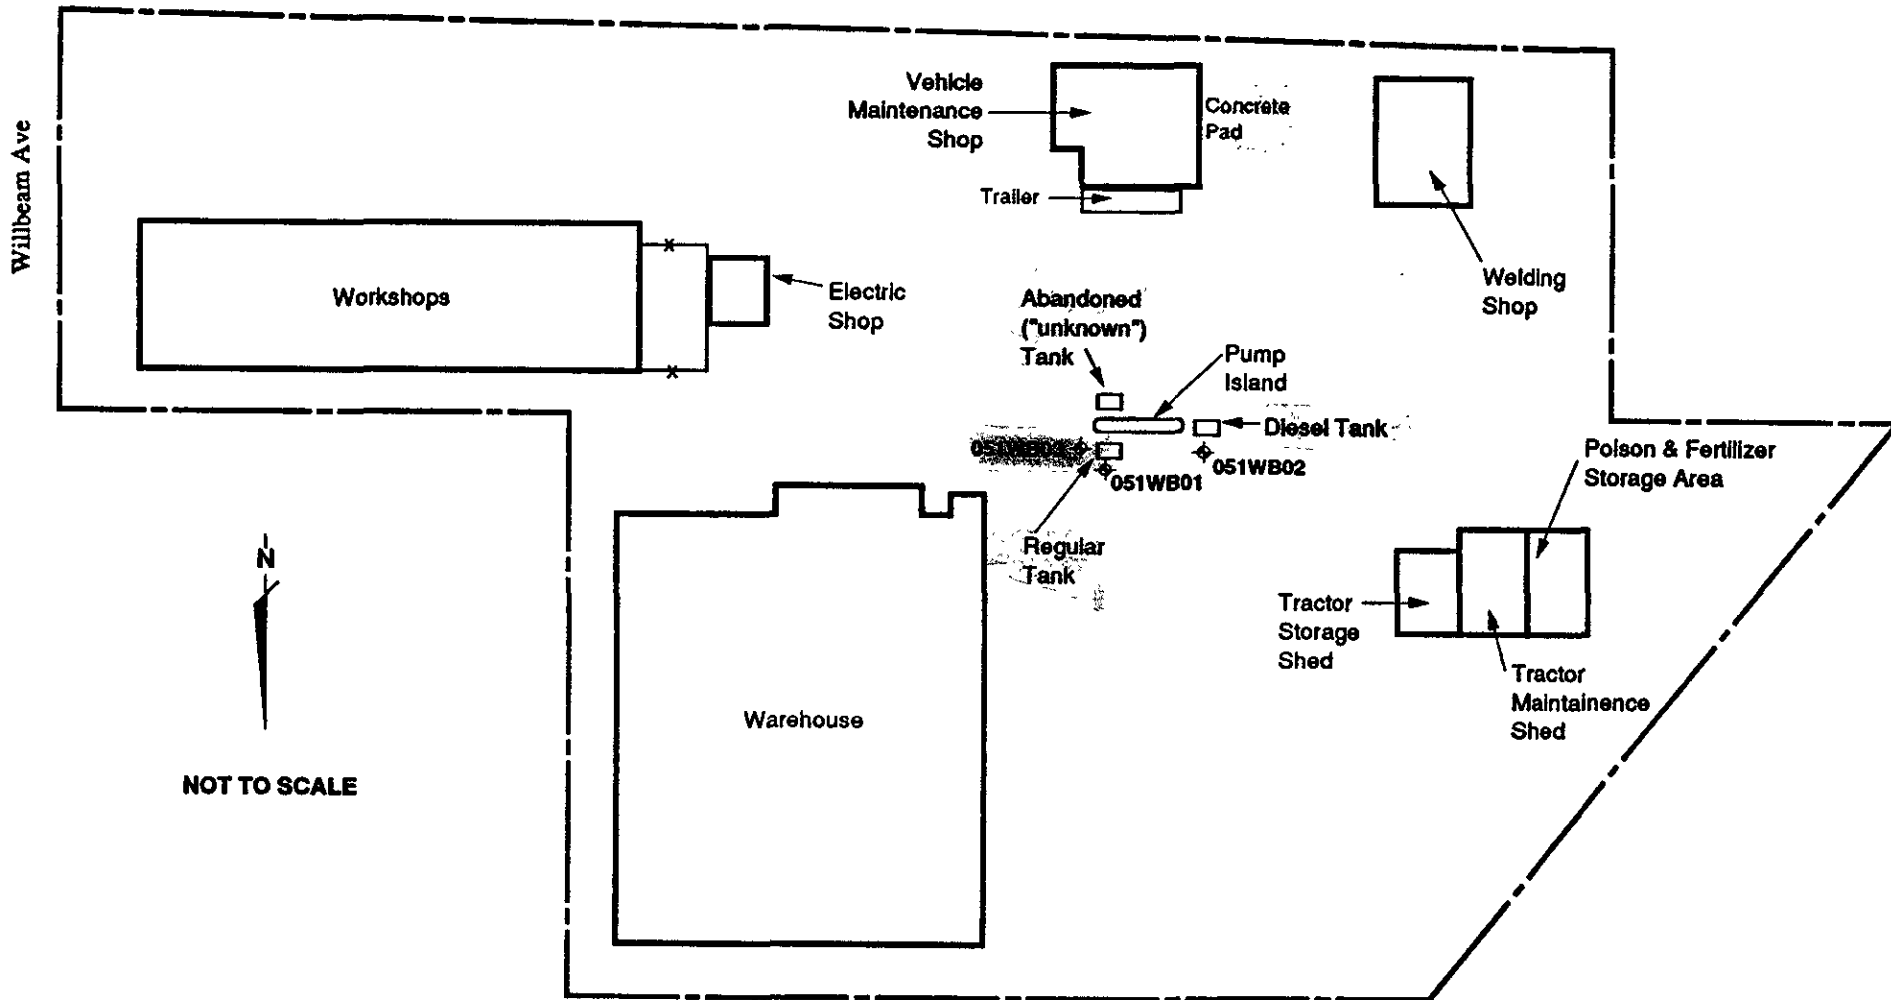 Willbeam Ave
Vehicle
Maintenance
Shop
Concrete
Pad
Trailer
Welding
Shop
Workshops
Electric
Shop
Abandoned
("unknown")
Tank
Pump
Island
Diesel Tank
051WB02
051WB01
Regular
Tank
Poison & Fertilizer
Storage Area
Tractor
Storage
Shed
Tractor
Maintainence
Shed
Warehouse
N
NOT TO SCALE